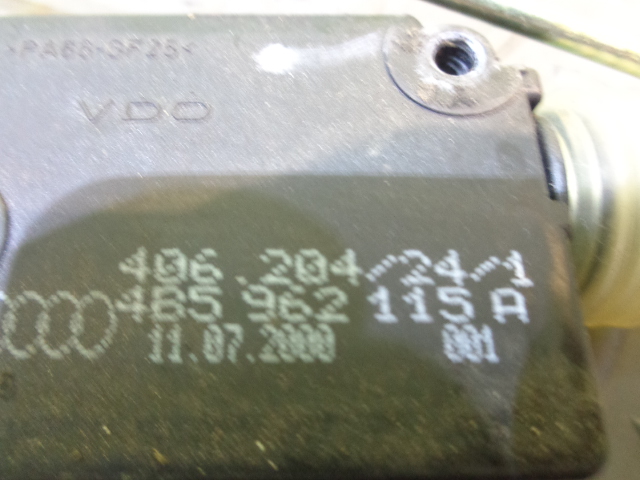 >PA66-GF25<
VDO
406.204/24/1
4B5 962 115 A
11.07.2000 001